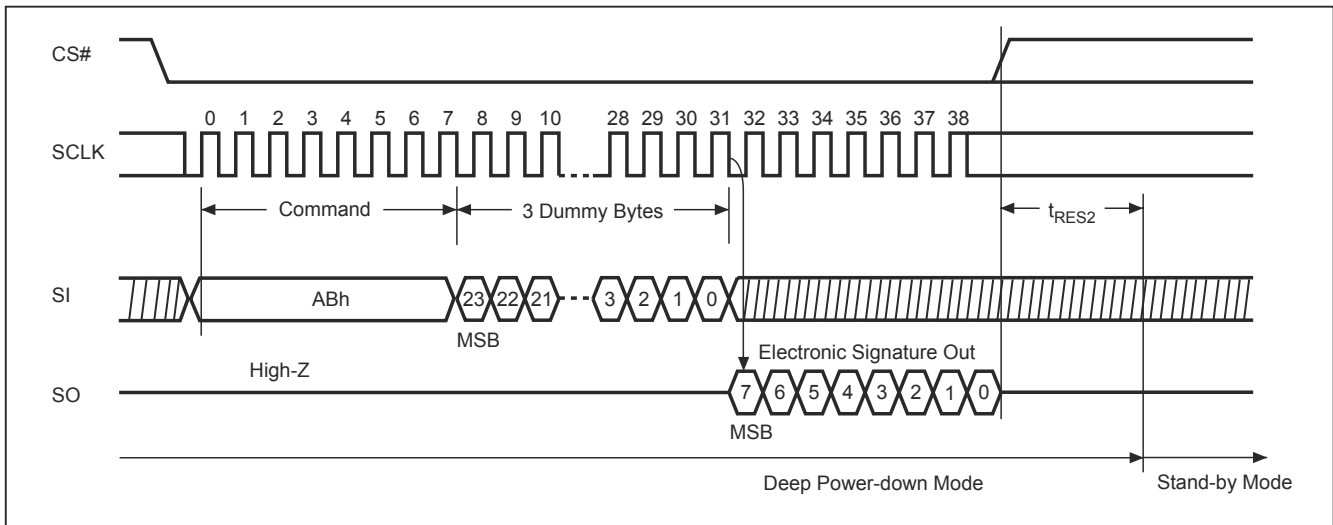 CS#
0 1 2 3 4 5 6 7 8 9 10 28 29 30 31 32 33 34 35 36 37 38
SCLK
Command 3 Dummy Bytes tRES2
SI ABh 23 22 21 3 2 1 0
MSB
High-Z Electronic Signature Out
SO 7 6 5 4 3 2 1 0
MSB
Deep Power-down Mode Stand-by Mode